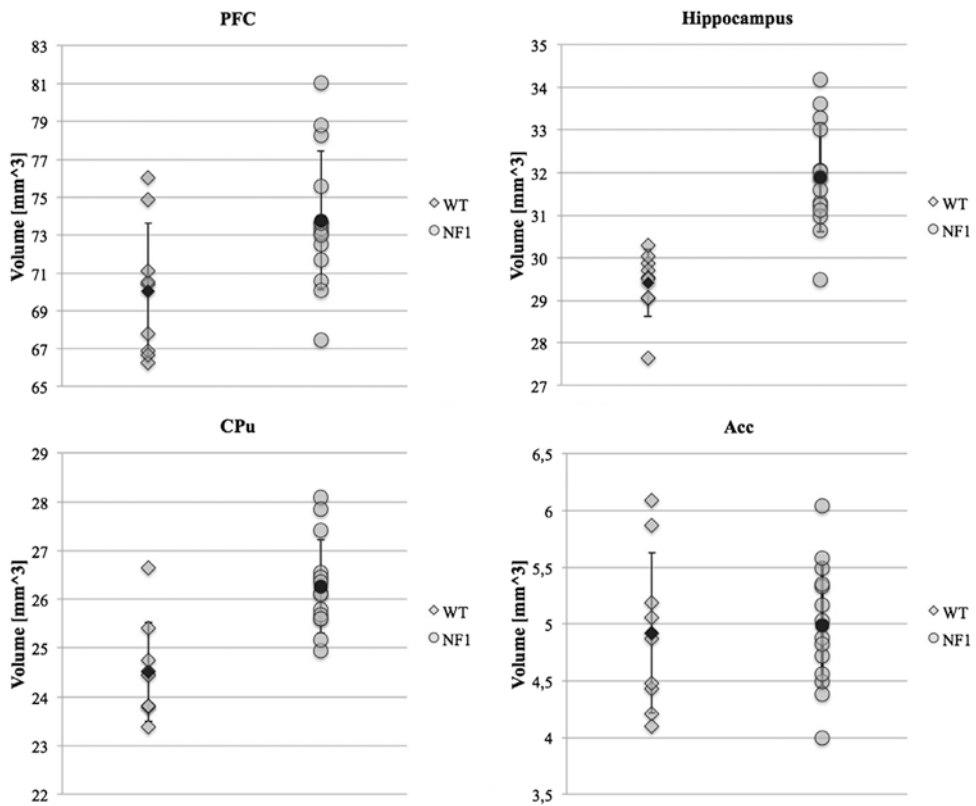 PFC
Volume [mm^3]
83
81
79
77
75
73
71
69
67
65
WT
NF1
Hippocampus
Volume [mm^3]
35
34
33
32
31
30
29
28
27
WT
NF1
CPu
Volume [mm^3]
29
28
27
26
25
24
23
22
WT
NF1
Acc
Volume [mm^3]
6,5
6
5,5
5
4,5
4
3,5
WT
NF1